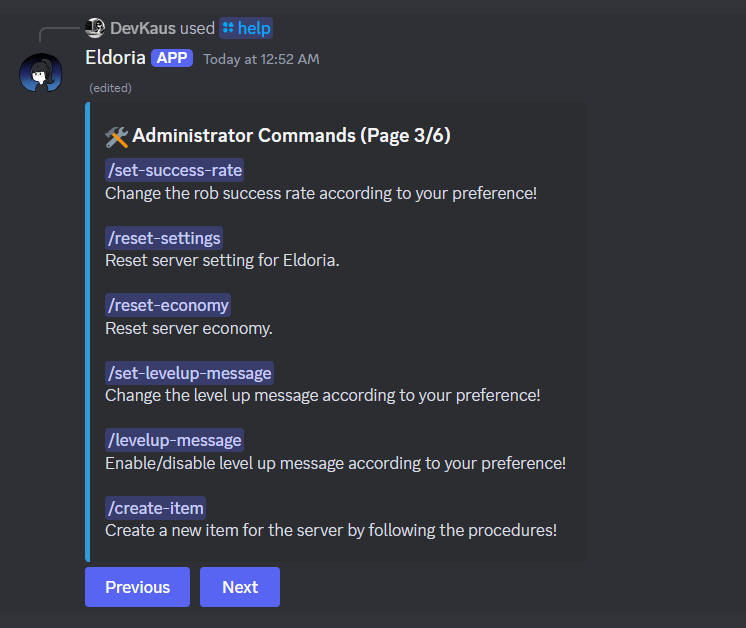 DevKaus used help
Eldoria APP Today at 12:52 AM
(edited)
Administrator Commands (Page 3/6)
/set-success-rate
Change the rob success rate according to your preference!
/reset-settings
Reset server setting for Eldoria.
/reset-economy
Reset server economy.
/set-levelup-message
Change the level up message according to your preference!
/levelup-message
Enable/disable level up message according to your preference!
/create-item
Create a new item for the server by following the procedures!
Previous Next